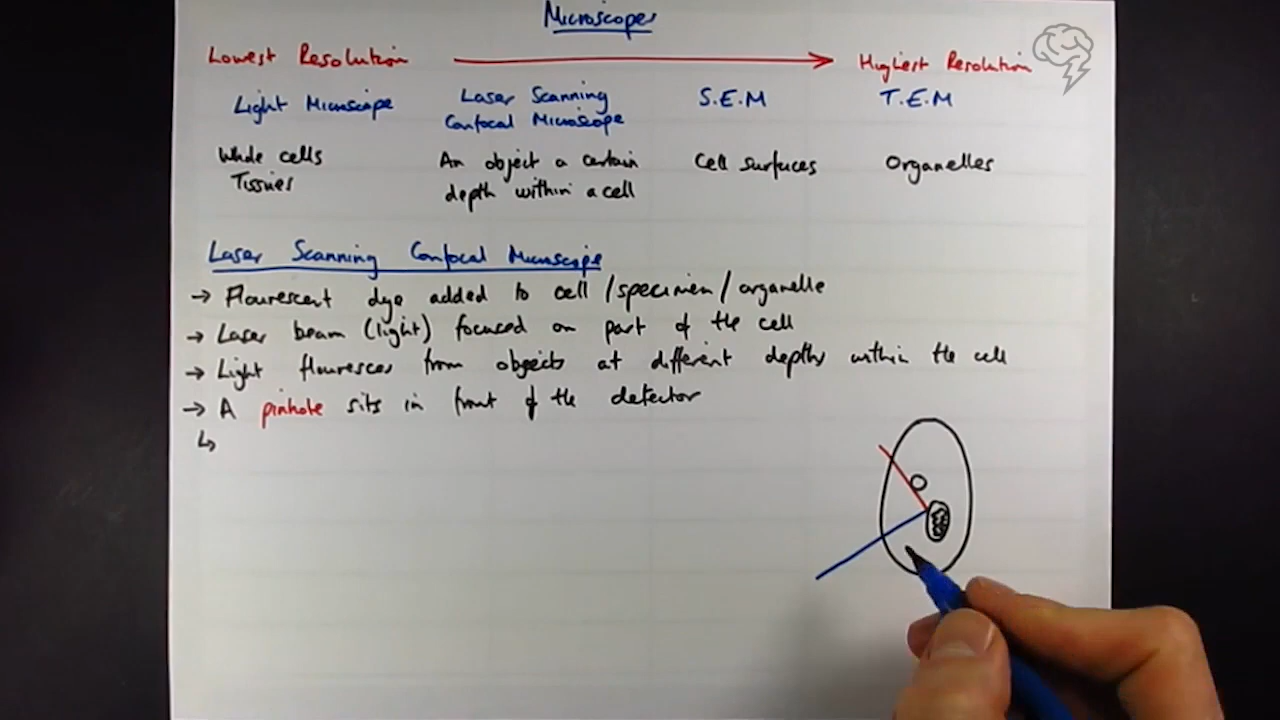 Microscopes
Lowest Resolution → Highest Resolution
Light Microscope Laser Scanning Confocal Microscope S.E.M T.E.M
Whole cells Tissues An object a certain depth within a cell Cell surfaces Organelles
Laser Scanning Confocal Microscope
→ Flourescent dye added to cell/specimen/organelle
→ Laser beam (light) focused on part of the cell
→ Light flouresces from objects at different depths within the cell
→ A pinhole sits in front of the detector
↳